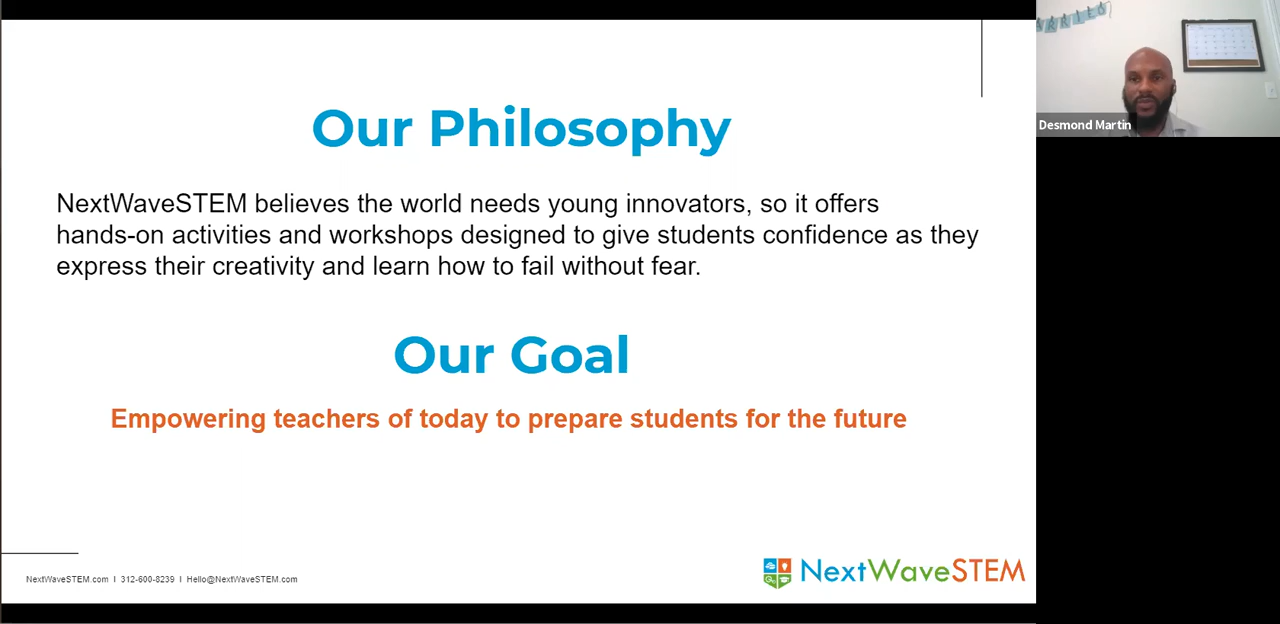 Our Philosophy
NextWaveSTEM believes the world needs young innovators, so it offers
hands-on activities and workshops designed to give students confidence as they
express their creativity and learn how to fail without fear.
Our Goal
Empowering teachers of today to prepare students for the future
NextWaveSTEM.com I 312-600-8239 I Hello@NextWaveSTEM.com
NextWaveSTEM
Desmond Martin